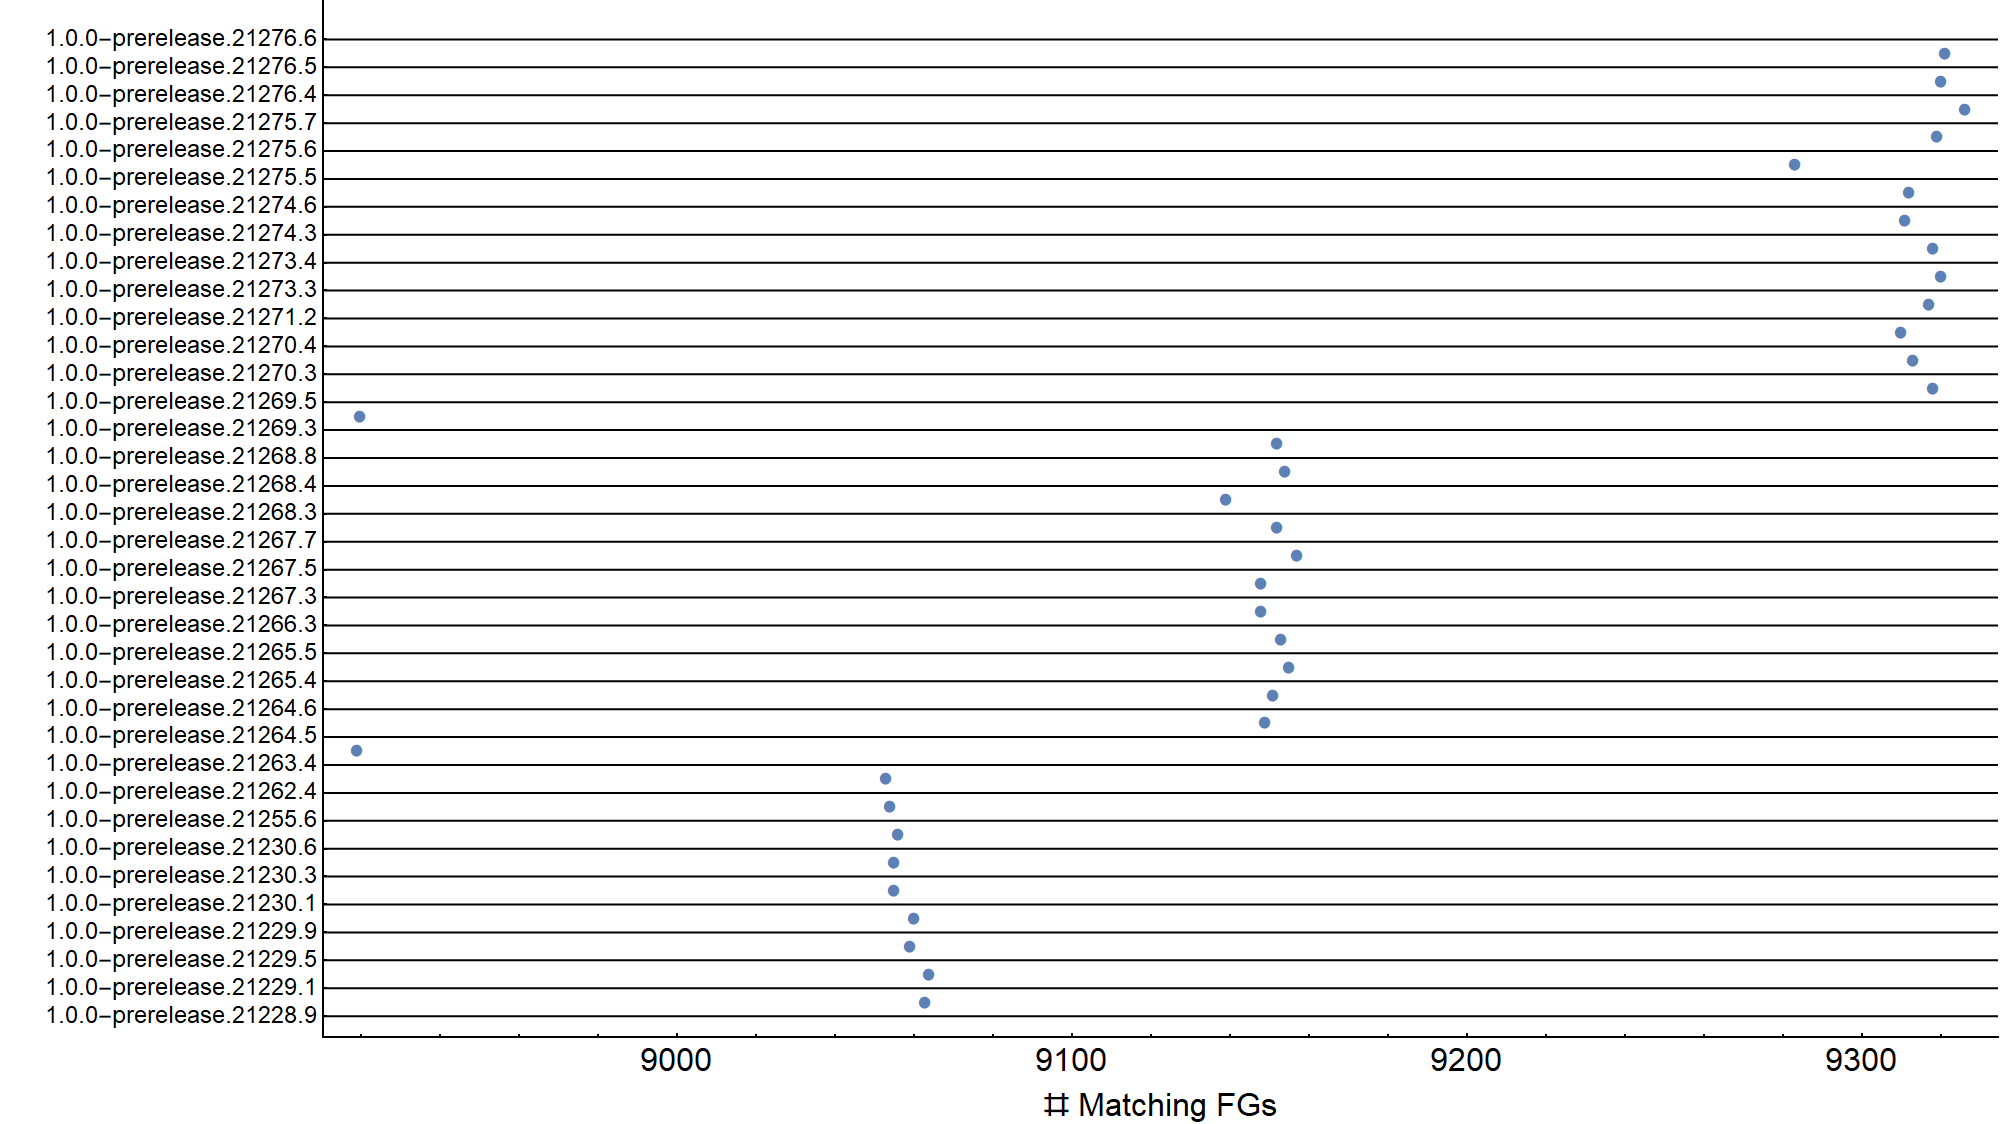 1.0.0−prerelease.21276.6
1.0.0−prerelease.21276.5
1.0.0−prerelease.21276.4
1.0.0−prerelease.21275.7
1.0.0−prerelease.21275.6
1.0.0−prerelease.21275.5
1.0.0−prerelease.21274.6
1.0.0−prerelease.21274.3
1.0.0−prerelease.21273.4
1.0.0−prerelease.21273.3
1.0.0−prerelease.21271.2
1.0.0−prerelease.21270.4
1.0.0−prerelease.21270.3
1.0.0−prerelease.21269.5
1.0.0−prerelease.21269.3
1.0.0−prerelease.21268.8
1.0.0−prerelease.21268.4
1.0.0−prerelease.21268.3
1.0.0−prerelease.21267.7
1.0.0−prerelease.21267.5
1.0.0−prerelease.21267.3
1.0.0−prerelease.21266.3
1.0.0−prerelease.21265.5
1.0.0−prerelease.21265.4
1.0.0−prerelease.21264.6
1.0.0−prerelease.21264.5
1.0.0−prerelease.21263.4
1.0.0−prerelease.21262.4
1.0.0−prerelease.21255.6
1.0.0−prerelease.21230.6
1.0.0−prerelease.21230.3
1.0.0−prerelease.21230.1
1.0.0−prerelease.21229.9
1.0.0−prerelease.21229.5
1.0.0−prerelease.21229.1
1.0.0−prerelease.21228.9
9000 9100 9200 9300
# Matching FGs